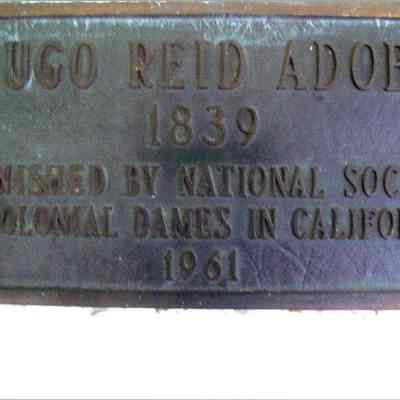 UGO REID ADOB
1839
NISHED BY NATIONAL SOC
OLONIAL DAMES IN CALIFO
1961